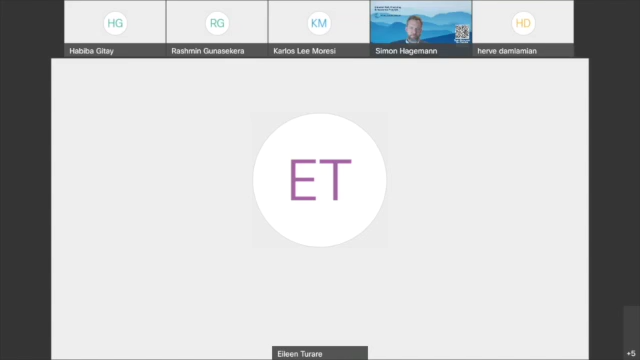 HG
RG
KM
HD
Habiba Gitay
Rashmin Gunasekera
Karlos Lee Moresi
Simon Hagemann
herve damlamian
ET
Eileen Turare
+5